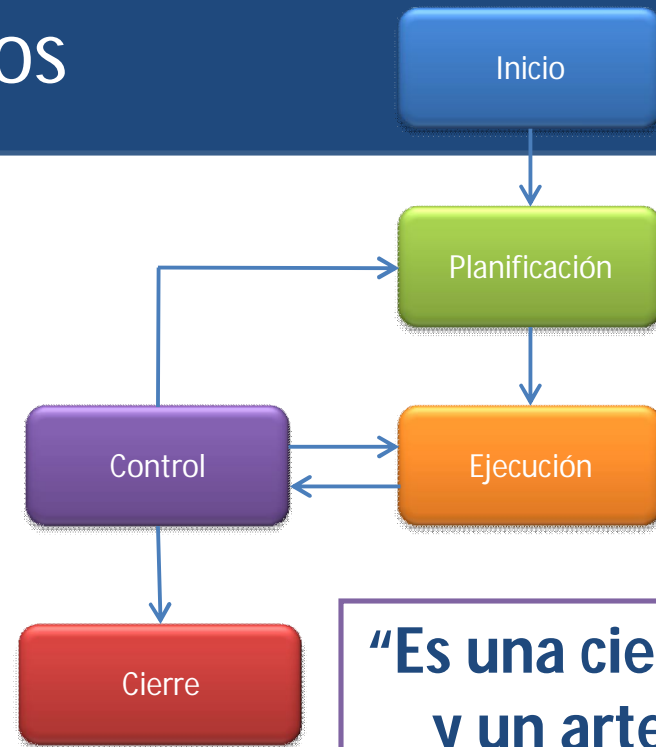 os
Inicio
Planificación
Control
Ejecución
Cierre
“Es una cie
y un arte